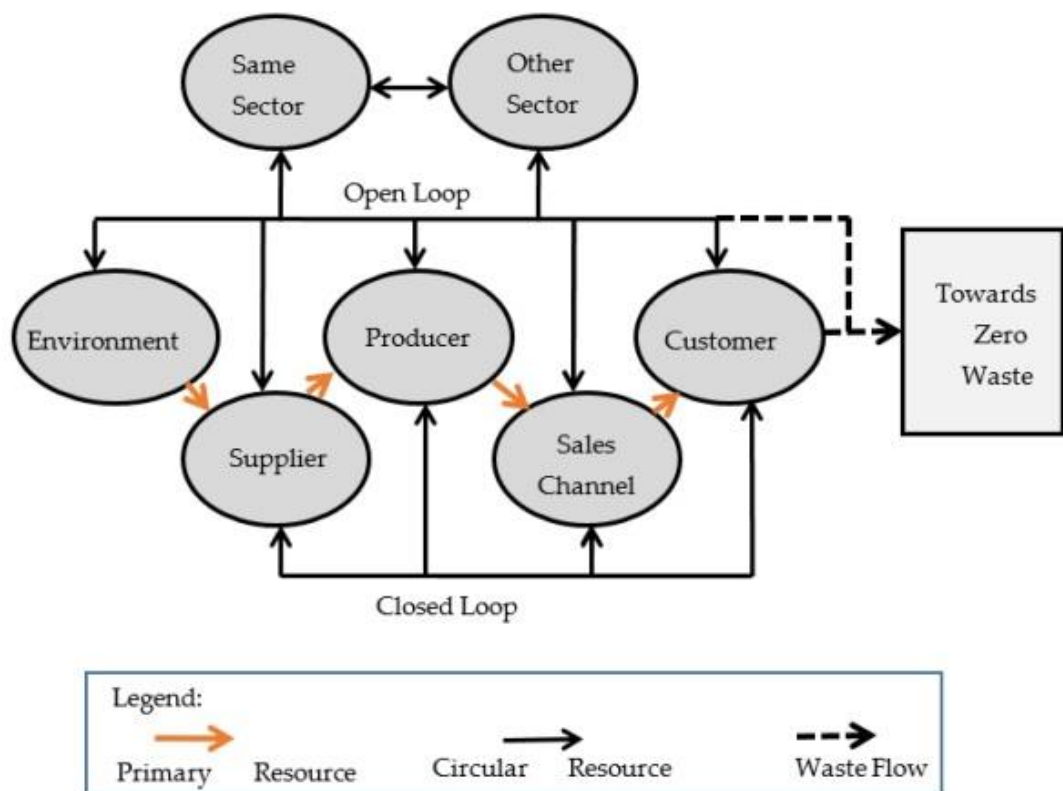 Same
Sector
Other
Sector
Open Loop
Environment
Producer
Customer
Towards
Zero
Waste
Supplier
Sales
Channel
Closed Loop
Legend:
Primary Resource
Circular Resource
Waste Flow